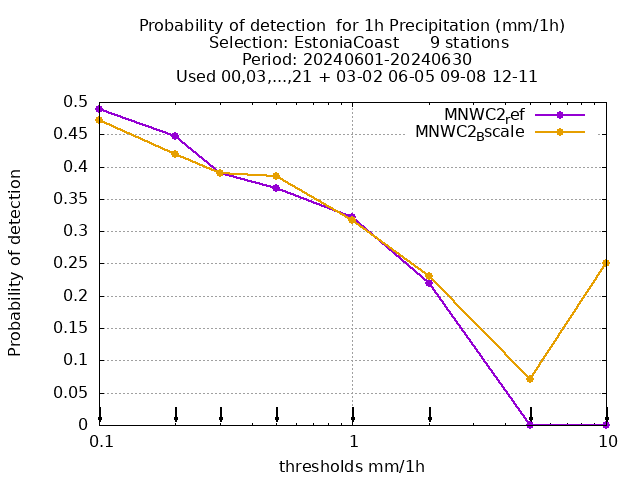 Probability of detection  for 1h Precipitation (mm/1h)
Selection: EstoniaCoast      9 stations
Period: 20240601-20240630
Used 00,03,...,21 + 03-02 06-05 09-08 12-11
MNWC2ref
MNWC2Bscale
0.5
0.45
0.4
0.35
0.3
0.25
0.2
0.15
0.1
0.05
0
Probability of detection
0.1
1
10
thresholds mm/1h